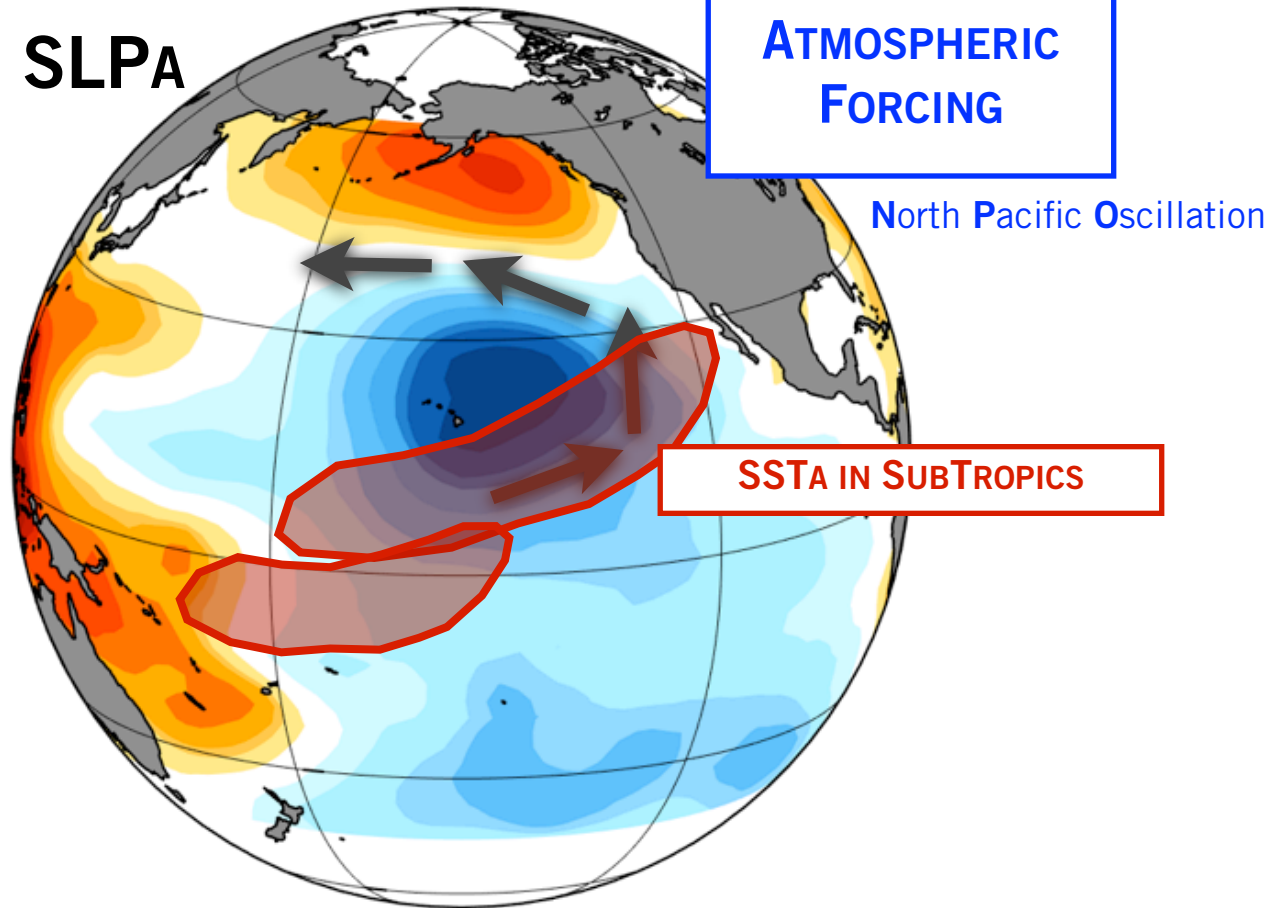 SLPA
ATMOSPHERIC
FORCING
North Pacific Oscillation
SSTA IN SUBTROPICS